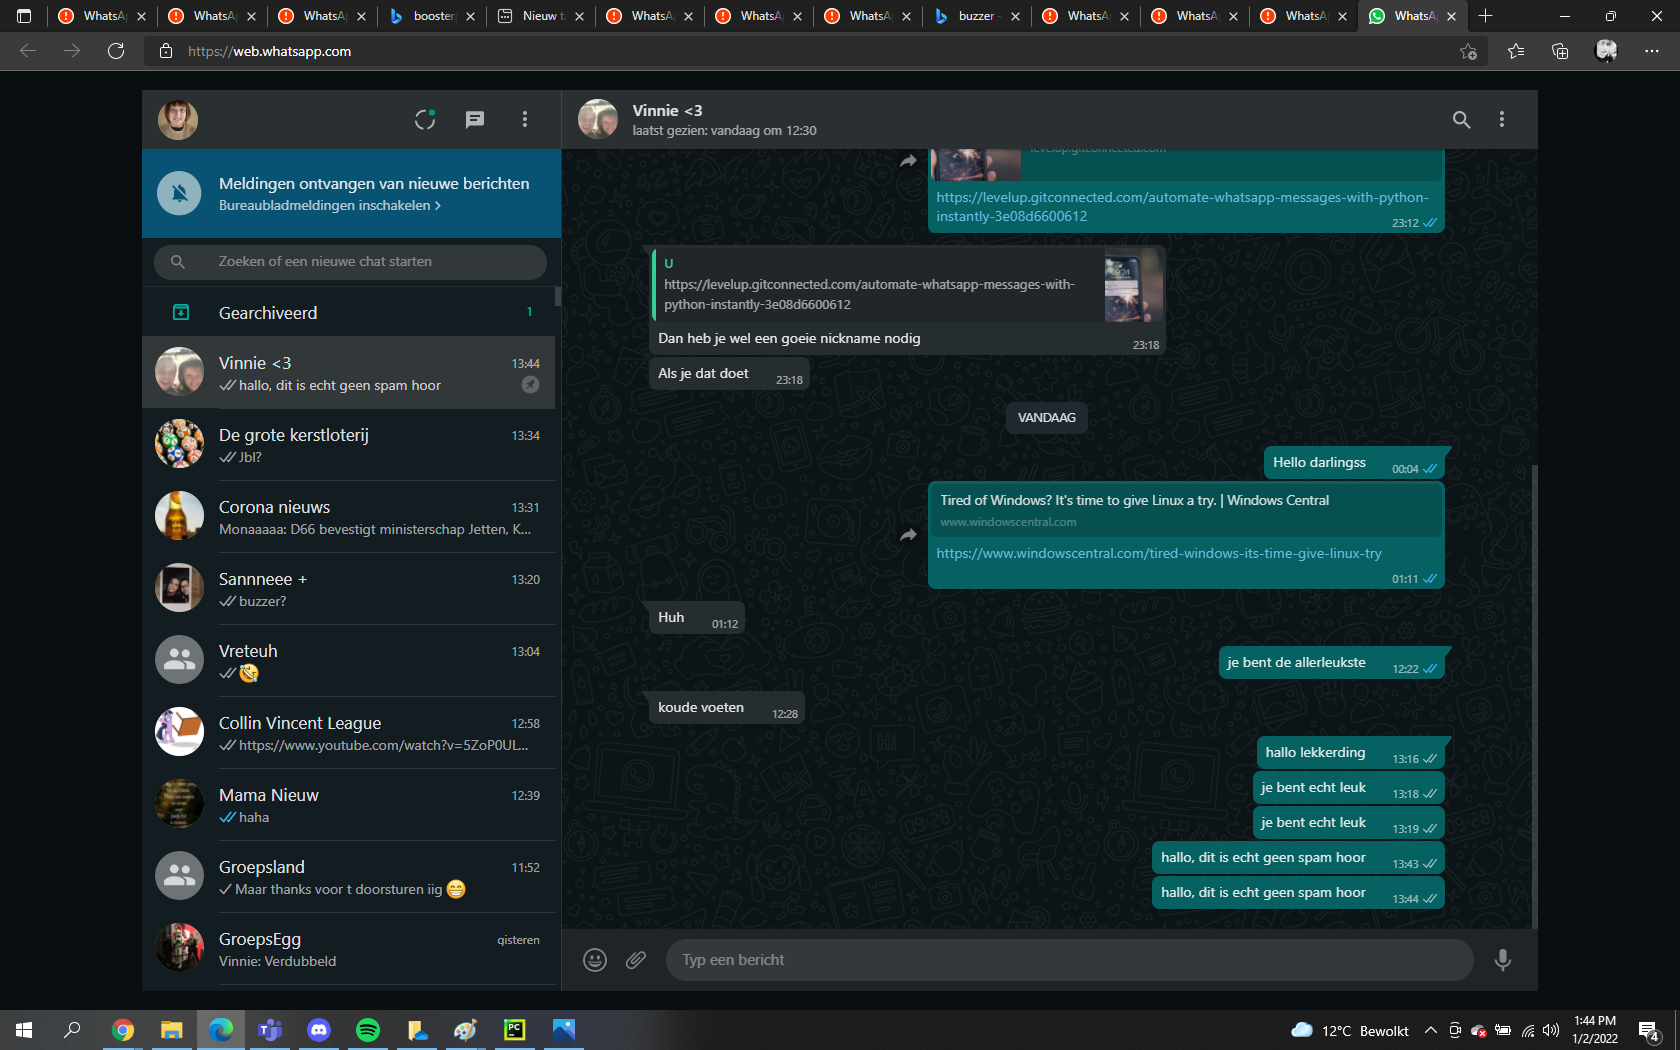 WhatsA
WhatsA
WhatsA
booster
Nieuw t
WhatsA
WhatsA
WhatsA
buzzer -
WhatsA
WhatsA
WhatsA
WhatsA
https://web.whatsapp.com
Vinnie <3
laatst gezien: vandaag om 12:30
Meldingen ontvangen van nieuwe berichten
Bureaubladmeldingen inschakelen >
Zoeken of een nieuwe chat starten
Gearchiveerd 1
Vinnie <3 13:44
hallo, dit is echt geen spam hoor
De grote kerstloterij 13:34
Jbl?
Corona nieuws 13:31
Monaaaaa: D66 bevestigt ministerschap Jetten, K...
Sannneee + 13:20
buzzer?
Vreteuh 13:04
🤣
Collin Vincent League 12:58
https://www.youtube.com/watch?v=5ZoP0UL...
Mama Nieuw 12:39
haha
Groepsland 11:52
Maar thanks voor t doorsturen iig 😁
GroepsEgg gisteren
Vinnie: Verdubbeld
levelup.gitconnected.com
https://levelup.gitconnected.com/automate-whatsapp-messages-with-python-
instantly-3e08d6600612
23:12
U
https://levelup.gitconnected.com/automate-whatsapp-messages-with-
python-instantly-3e08d6600612
Dan heb je wel een goeie nickname nodig
23:18
Als je dat doet 23:18
VANDAAG
Hello darlingss 00:04
Tired of Windows? It's time to give Linux a try. | Windows Central
www.windowscentral.com
https://www.windowscentral.com/tired-windows-its-time-give-linux-try
01:11
Huh 01:12
je bent de allerleukste 12:22
koude voeten 12:28
hallo lekkerding 13:16
je bent echt leuk 13:18
je bent echt leuk 13:19
hallo, dit is echt geen spam hoor 13:43
hallo, dit is echt geen spam hoor 13:44
Typ een bericht
12°C Bewolkt
1:44 PM
1/2/2022
4